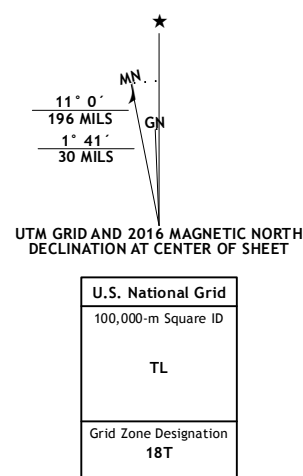 ★
MN
GN
11° 0´
196 MILS
1° 41´
30 MILS
UTM GRID AND 2016 MAGNETIC NORTH
DECLINATION AT CENTER OF SHEET
U.S. National Grid
100,000-m Square ID
TL
Grid Zone Designation
18T